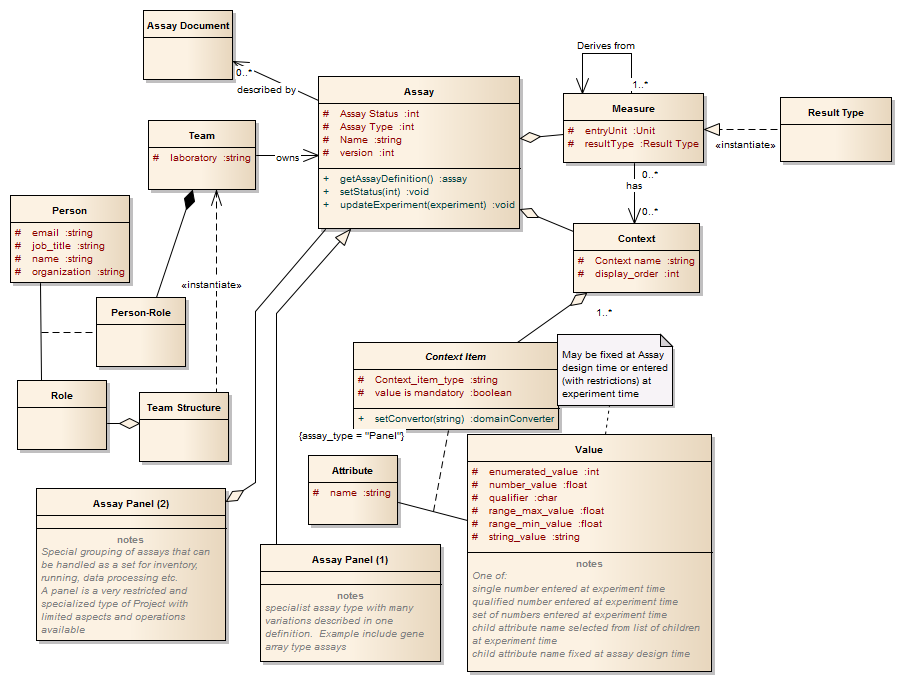 Assay Document
0..*
described by
Derives from
1..*
Assay
# Assay Status :int
# Assay Type :int
# Name :string
# version :int
+ getAssayDefinition() :assay
+ setStatus(int) :void
+ updateExperiment(experiment) :void
Measure
# entryUnit :Unit
# resultType :Result Type
Result Type
«instantiate»
Team
# laboratory :string
owns
0..*
has
0..*
Person
# email :string
# job_title :string
# name :string
# organization :string
Context
# Context name :string
# display_order :int
«instantiate»
Person-Role
1..*
Context Item
# Context_item_type :string
# value is mandatory :boolean
+ setConvertor(string) :domainConverter
May be fixed at Assay
design time or entered
(with restrictions) at
experiment time
Role
Team Structure
{assay_type = "Panel"}
Attribute
# name :string
Value
# enumerated_value :int
# number_value :float
# qualifier :char
# range_max_value :float
# range_min_value :float
# string_value :string
notes
One of:
single number entered at experiment time
qualified number entered at experiment time
set of numbers entered at experiment time
child attribute name selected from list of children
at experiment time
child attribute name fixed at assay design time
Assay Panel (2)
notes
Special grouping of assays that can
be handled as a set for inventory,
running, data processing etc.
A panel is a very restricted and
specialized type of Project with
limited aspects and operations
available
Assay Panel (1)
notes
specialist assay type with many
variations described in one
definition. Example include gene
array type assays